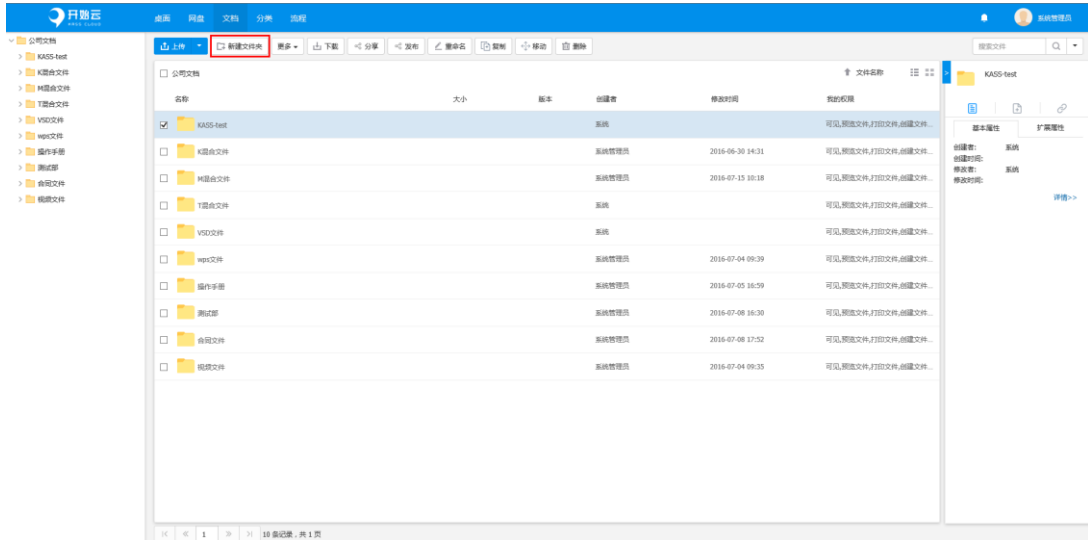 开始云 桌面 网盘 文档 分类 流程 系统管理员
公司文档
KASS-test
K混合文件
M混合文件
T混合文件
VSD文件
wps文件
操作手册
测试部
合同文件
视频文件
上传 新建文件夹 更多 下载 分享 发布 重命名 复制 移动 删除 搜索文件
公司文档 文件名称
名称 大小 版本 创建者 修改时间 我的权限
KASS-test 系统 可见,预览文件,打印文件,创建文件...
K混合文件 系统管理员 2016-06-30 14:31 可见,预览文件,打印文件,创建文件...
M混合文件 系统管理员 2016-07-15 10:18 可见,预览文件,打印文件,创建文件...
T混合文件 系统 可见,预览文件,打印文件,创建文件...
VSD文件 系统 可见,预览文件,打印文件,创建文件...
wps文件 系统管理员 2016-07-04 09:39 可见,预览文件,打印文件,创建文件...
操作手册 系统管理员 2016-07-05 16:59 可见,预览文件,打印文件,创建文件...
测试部 系统管理员 2016-07-08 16:30 可见,预览文件,打印文件,创建文件...
合同文件 系统管理员 2016-07-08 17:52 可见,预览文件,打印文件,创建文件...
视频文件 系统管理员 2016-07-04 09:35 可见,预览文件,打印文件,创建文件...
1 10 条记录 , 共 1 页
KASS-test
基本属性 扩展属性
创建者: 系统
创建时间:
修改者: 系统
修改时间:
详情>>